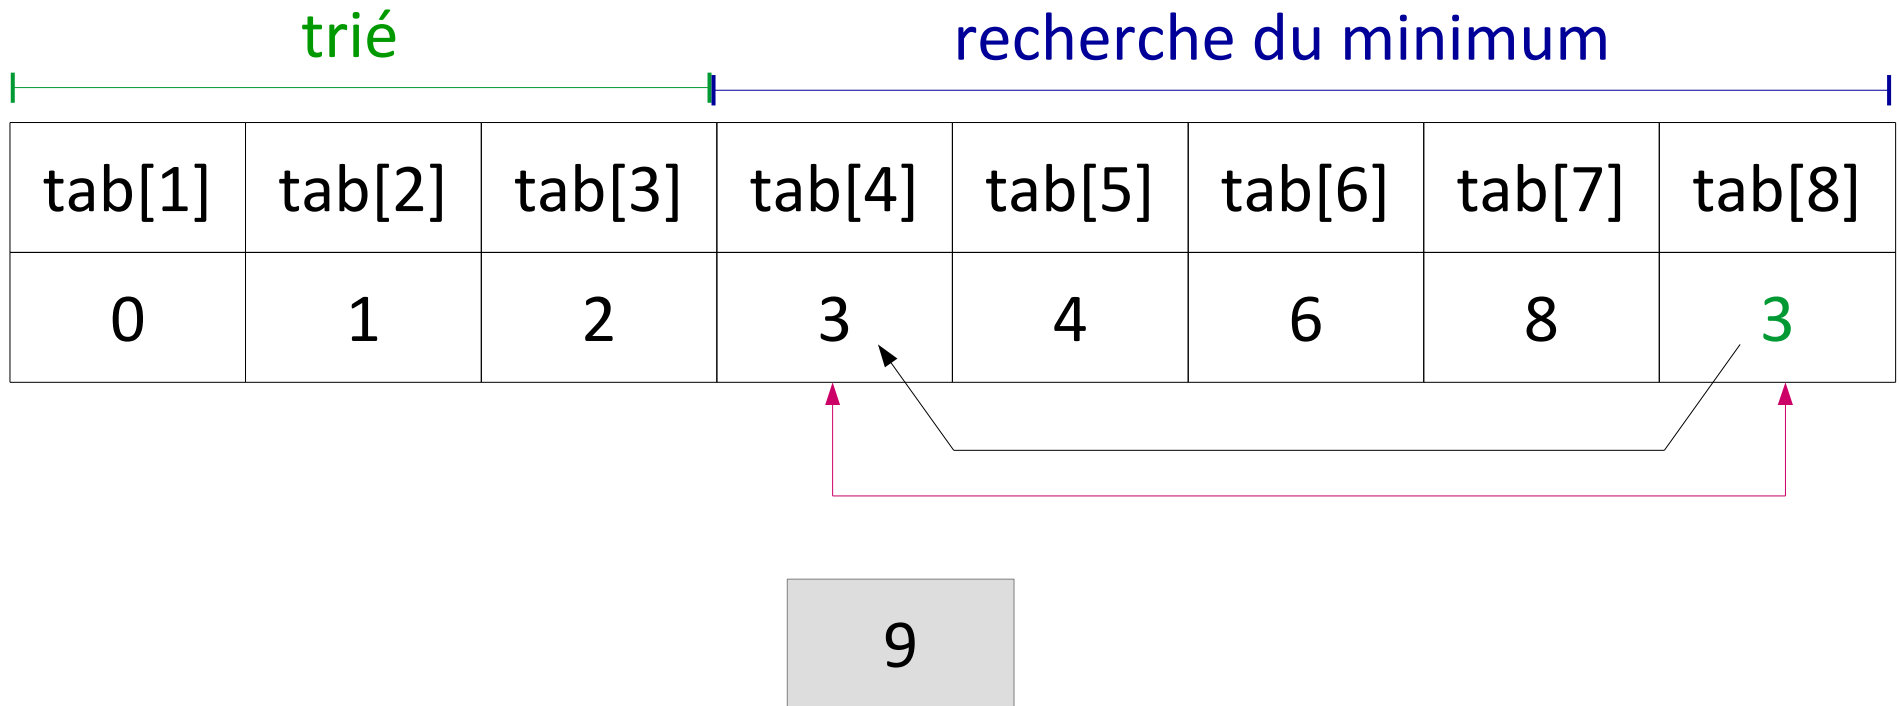 trié
recherche du minimum
tab[1] tab[2] tab[3] tab[4] tab[5] tab[6] tab[7] tab[8]
0 1 2 3 4 6 8 3
9